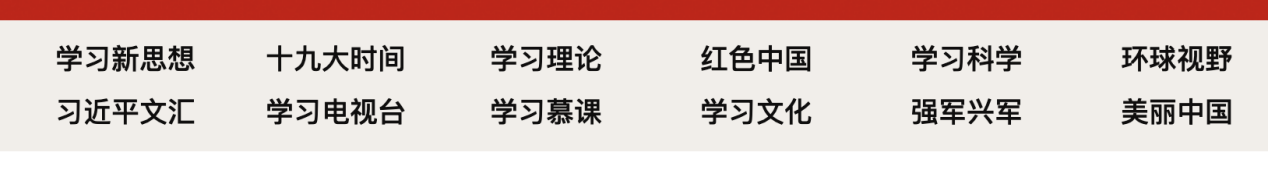 学习新思想 十九大时间 学习理论 红色中国 学习科学 环球视野
习近平文汇 学习电视台 学习慕课 学习文化 强军兴军 美丽中国